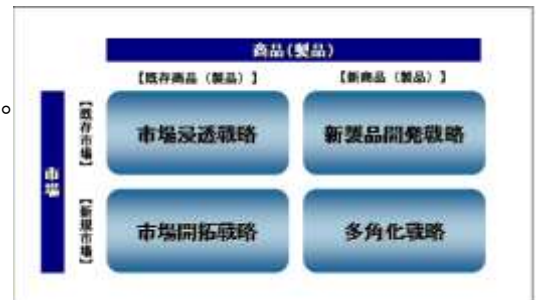 。
商品(製品)
【既存商品(製品)】 【新商品(製品)】
市場
【既存市場】
市場浸透戦略 新製品開発戦略
【新規市場】
市場開拓戦略 多角化戦略